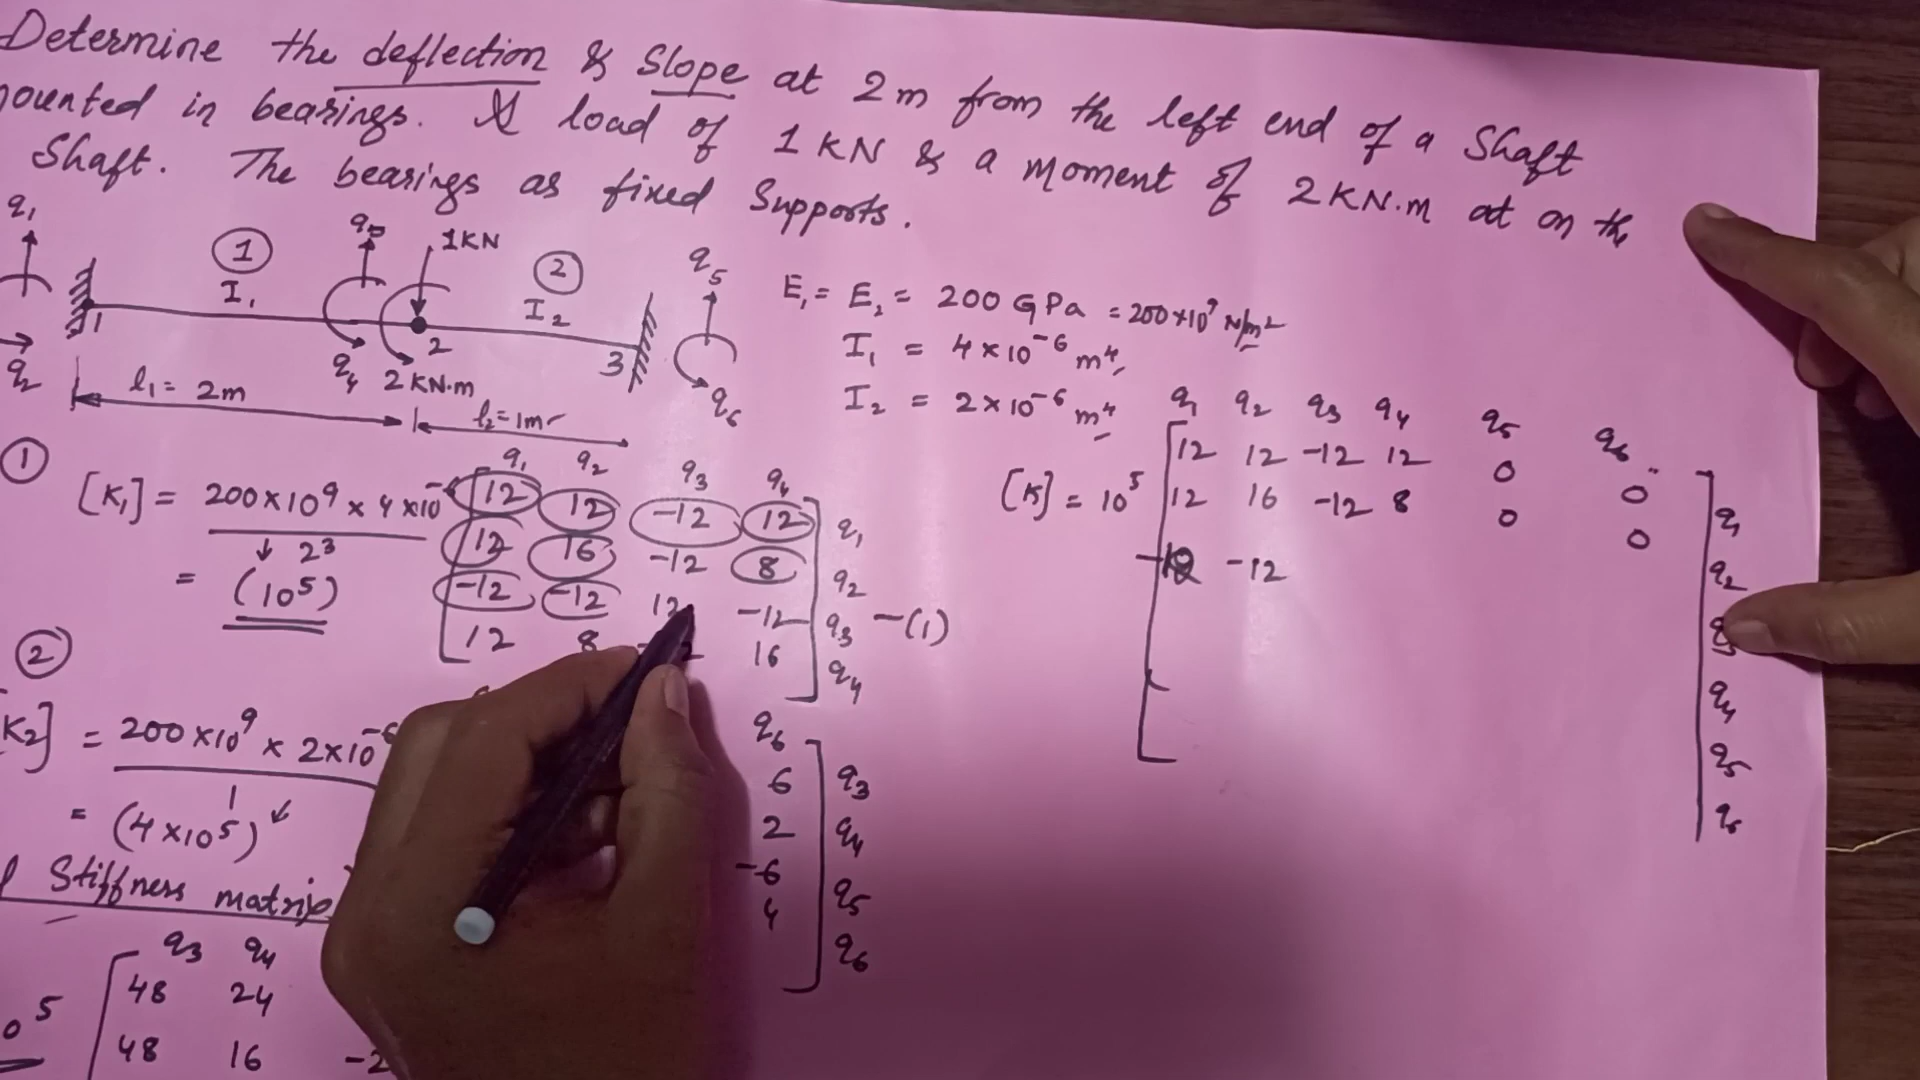 Determine the deflection & Slope at 2m from the left end of a Shaft
mounted in bearings. A load of 1 KN & a moment of 2 KN.m at on the
Shaft. The bearings as fixed Supports.
q1 q3 1KN q5
1 I1 2 I2
1 q2 q4 2 KN.m 2 3 q6
l1 = 2m l2 = 1m
E1 = E2 = 200 GPa = 200×10^9 N/m2
I1 = 4×10^-6 m4
I2 = 2×10^-6 m4
1
[K1] = 200×10^9 × 4×10^-
2^3
= (10^5)
q1 q2 q3 q4
12 12 -12 12 q1
12 16 -12 8 q2
-12 -12 12 -12 q3 -(1)
12 8 16 q4
2
K2] = 200×10^9 × 2×10^-6
1
= (4×10^5)
q6
6 q3
2 q4
-6 q5
4 q6
Stiffness matrix
q3 q4
48 24
48 16 -2
05
q1 q2 q3 q4 q5 q6
[K] = 10^5
12 12 -12 12 0 0 q1
12 16 -12 8 0 0 q2
-12 q3
q4
q5
q6